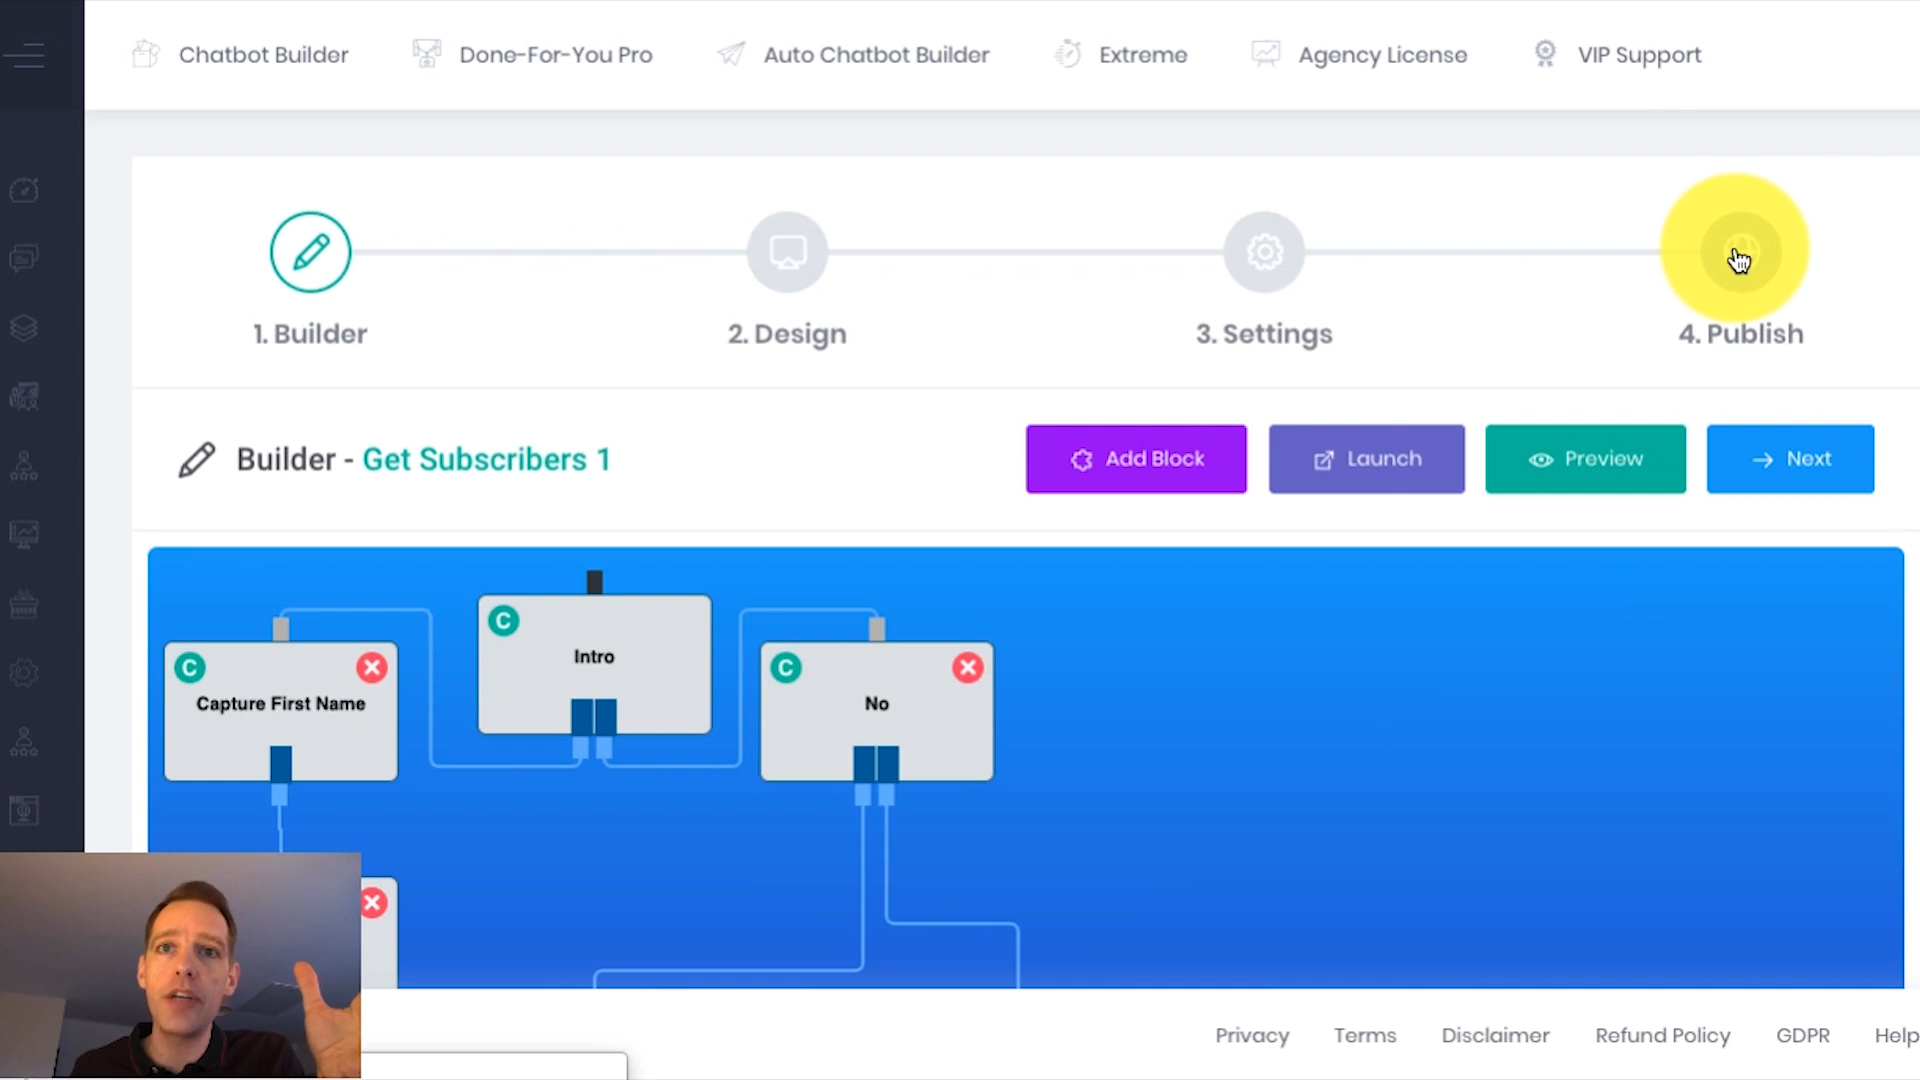 Chatbot Builder
Done-For-You Pro
Auto Chatbot Builder
Extreme
Agency License
VIP Support
1. Builder
2. Design
3. Settings
4. Publish
Builder - Get Subscribers 1
Add Block
Launch
Preview
Next
C
Intro
C
Capture First Name
C
No
Privacy
Terms
Disclaimer
Refund Policy
GDPR
Help